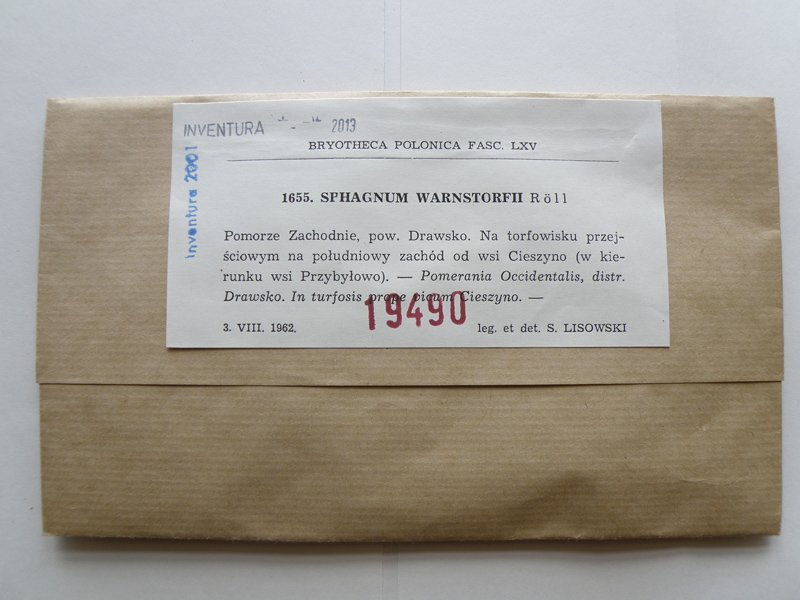 INVENTURA 2013
inventura 2001
BRYOTHECA POLONICA FASC. LXV
1655. SPHAGNUM WARNSTORFII Röll
Pomorze Zachodnie, pow. Drawsko. Na torfowisku przej-
ściowym na południowy zachód od wsi Cieszyno (w kie-
runku wsi Przybyłowo). — Pomerania Occidentalis, distr.
Drawsko. In turfosis prope vicum Cieszyno. —
19490
3. VIII. 1962. leg. et det. S. LISOWSKI